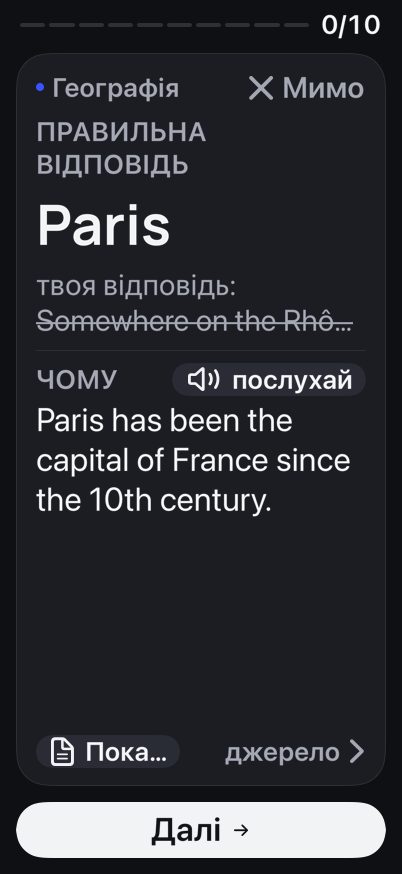 0/10
Географія
Мимо
ПРАВИЛЬНА
ВІДПОВІДЬ
Paris
твоя відповідь:
Somewhere on the Rhô…
ЧОМУ
послухай
Paris has been the
capital of France since
the 10th century.
Пока…
джерело
Далі →